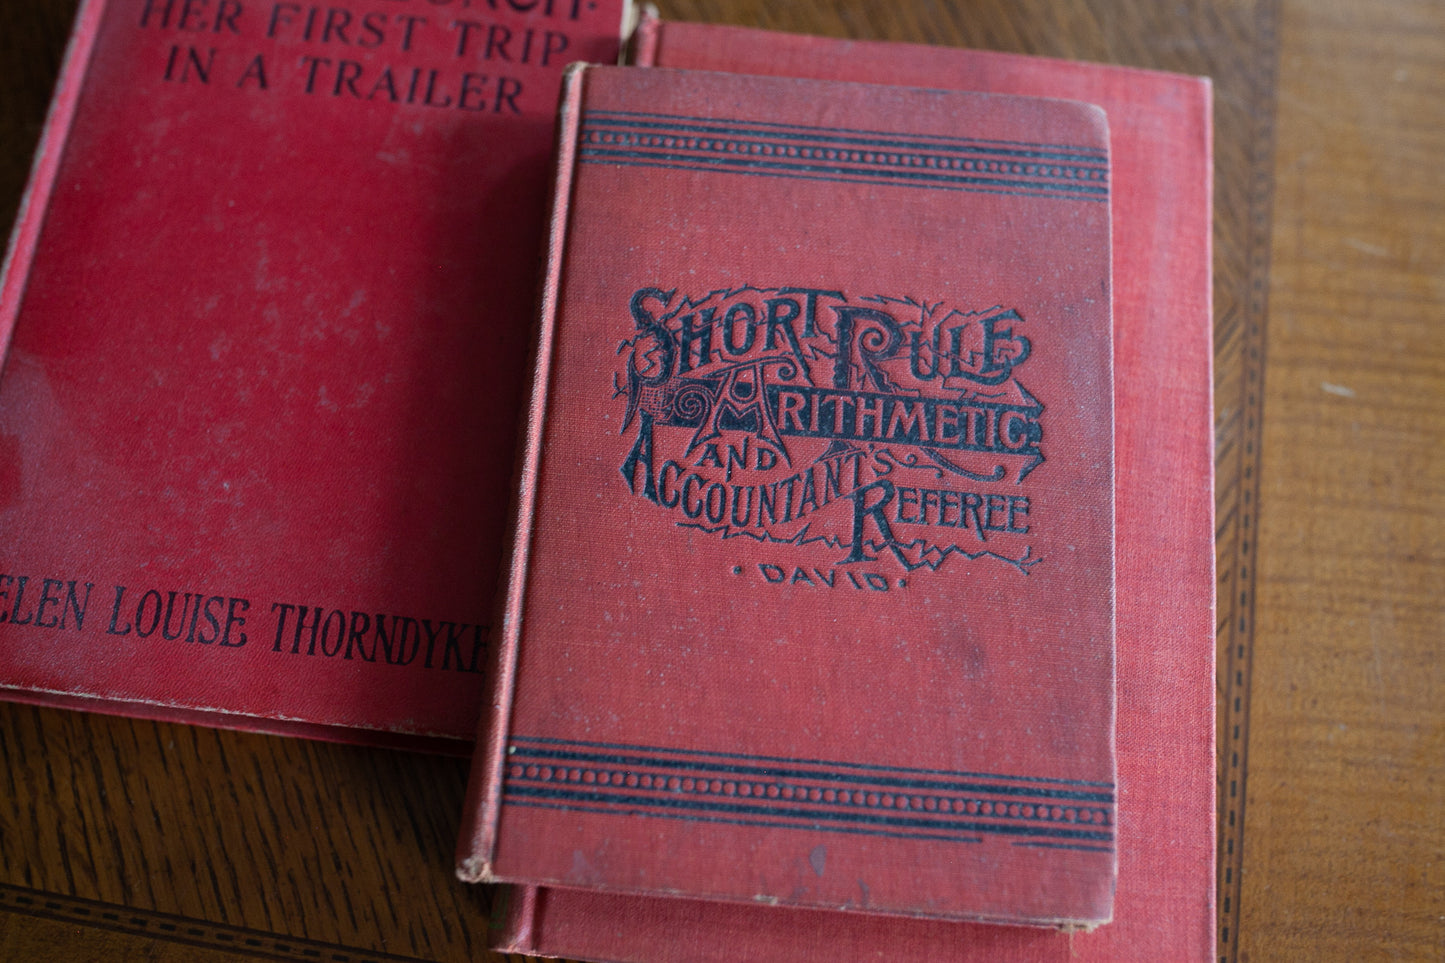 HER FIRST TRIP
IN A TRAILER
ELEN LOUISE THORNDYKE
SHORT RULE
ARITHMETIC
AND
ACCOUNTANT'S
REFEREE
· DAVID ·